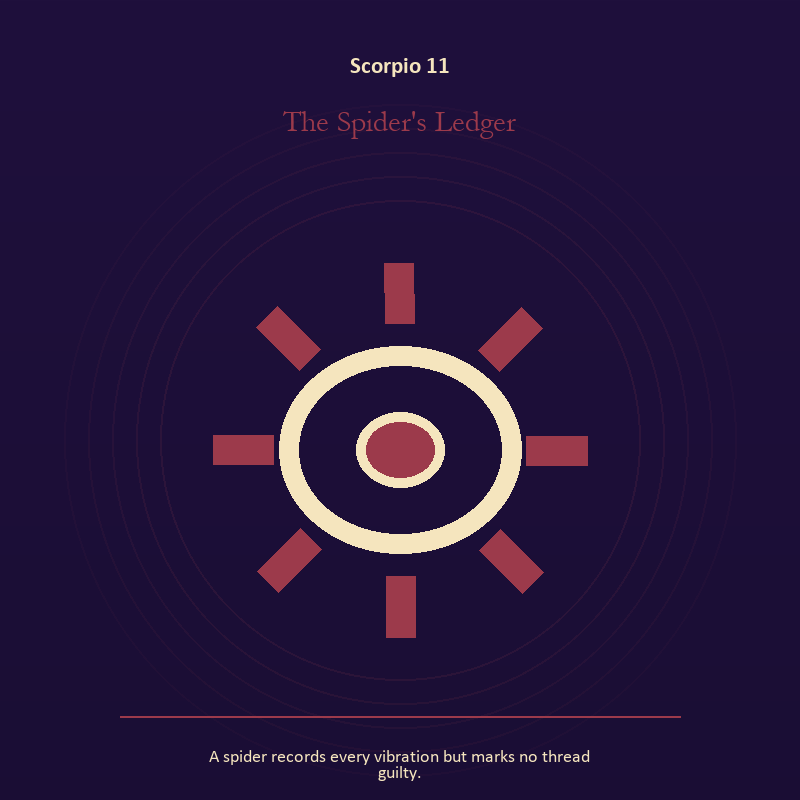 Scorpio 11
The Spider's Ledger
A spider records every vibration but marks no thread
guilty.